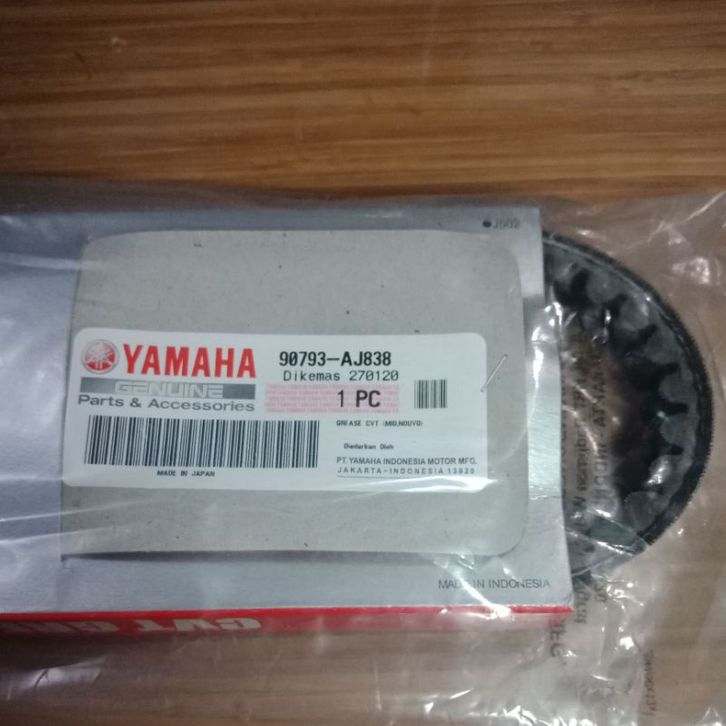 J502
YAMAHA
GENUINE
Parts & Accessories
90793-AJ838
Dikemas 270120
1 PC
GREASE CVT (MIO,NOUVO)
Diedarkan Oleh
PT. YAMAHA INDONESIA MOTOR MFG.
JAKARTA-INDONESIA 13920
MADE IN JAPAN
MADE IN INDONESIA
CVT